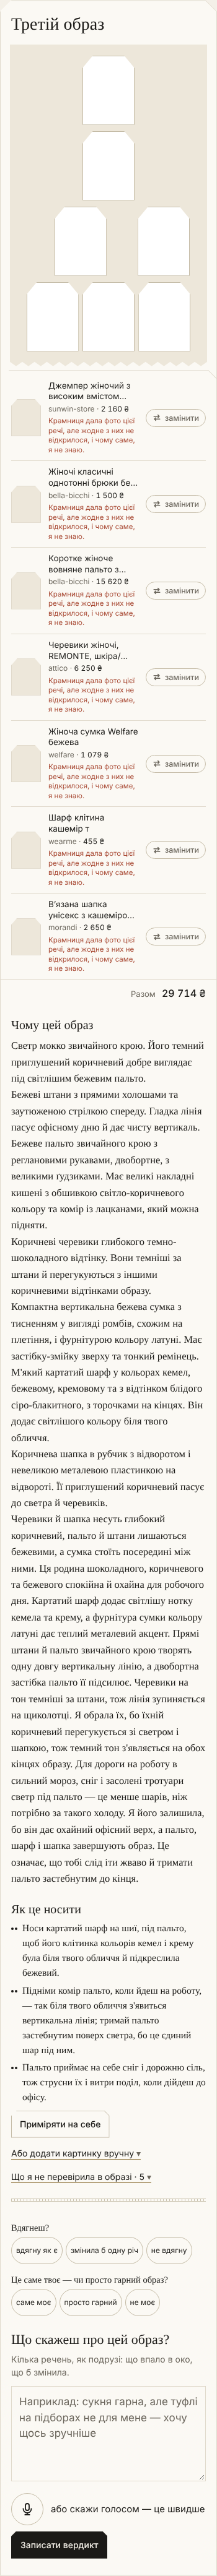 Третій образ
Джемпер жіночий з
високим вмістом…
sunwin-store · 2 160 ₴
Крамниця дала фото цієї
речі, але жодне з них не
відкрилося, і чому саме,
я не знаю.
замінити
Жіночі класичні
однотонні брюки бе…
bella-bicchi · 1 500 ₴
Крамниця дала фото цієї
речі, але жодне з них не
відкрилося, і чому саме,
я не знаю.
замінити
Коротке жіноче
вовняне пальто з…
bella-bicchi · 15 620 ₴
Крамниця дала фото цієї
речі, але жодне з них не
відкрилося, і чому саме,
я не знаю.
замінити
Черевики жіночі,
REMONTE, шкіра/…
attico · 6 250 ₴
Крамниця дала фото цієї
речі, але жодне з них не
відкрилося, і чому саме,
я не знаю.
замінити
Жіноча сумка Welfare
бежева
welfare · 1 079 ₴
Крамниця дала фото цієї
речі, але жодне з них не
відкрилося, і чому саме,
я не знаю.
замінити
Шарф клітина
кашемір т
wearme · 455 ₴
Крамниця дала фото цієї
речі, але жодне з них не
відкрилося, і чому саме,
я не знаю.
замінити
В'язана шапка
унісекс з кашеміро…
morandi · 2 650 ₴
Крамниця дала фото цієї
речі, але жодне з них не
відкрилося, і чому саме,
я не знаю.
замінити
Разом 29 714 ₴
Чому цей образ
Светр мокко звичайного крою. Його темний
приглушений коричневий добре виглядає
під світлішим бежевим пальто.
Бежеві штани з прямими холошами та
заутюженою стрілкою спереду. Гладка лінія
пасує офісному дню й дає чисту вертикаль.
Бежеве пальто звичайного крою з
реглановими рукавами, двобортне, з
великими ґудзиками. Має великі накладні
кишені з обшивкою світло-коричневого
кольору та комір із лацканами, який можна
підняти.
Коричневі черевики глибокого темно-
шоколадного відтінку. Вони темніші за
штани й перегукуються з іншими
коричневими відтінками образу.
Компактна вертикальна бежева сумка з
тисненням у вигляді ромбів, схожим на
плетіння, і фурнітурою кольору латуні. Має
застібку-змійку зверху та тонкий ремінець.
М'який картатий шарф у кольорах кемел,
бежевому, кремовому та з відтінком блідого
сіро-блакитного, з торочками на кінцях. Він
додає світлішого кольору біля твого
обличчя.
Коричнева шапка в рубчик з відворотом і
невеликою металевою пластинкою на
відвороті. Її приглушений коричневий пасує
до светра й черевиків.
Черевики й шапка несуть глибокий
коричневий, пальто й штани лишаються
бежевими, а сумка стоїть посередині між
ними. Ця родина шоколадного, коричневого
та бежевого спокійна й охайна для робочого
дня. Картатий шарф додає світлішу нотку
кемела та крему, а фурнітура сумки кольору
латуні дає теплий металевий акцент. Прямі
штани й пальто звичайного крою творять
одну довгу вертикальну лінію, а двобортна
застібка пальто її підсилює. Черевики на
тон темніші за штани, тож лінія зупиняється
на щиколотці. Я обрала їх, бо їхній
коричневий перегукується зі светром і
шапкою, тож темний тон з'являється на обох
кінцях образу. Для дороги на роботу в
сильний мороз, сніг і засолені тротуари
светр під пальто — це менше шарів, ніж
потрібно за такого холоду. Я його залишила,
бо він дає охайний офісний верх, а пальто,
шарф і шапка завершують образ. Це
означає, що тобі слід іти жваво й тримати
пальто застебнутим до кінця.
Як це носити
• Носи картатий шарф на шиї, під пальто,
щоб його клітинка кольорів кемел і крему
була біля твого обличчя й підкреслила
бежевий.
• Підніми комір пальто, коли йдеш на роботу,
— так біля твого обличчя з'явиться
вертикальна лінія; тримай пальто
застебнутим поверх светра, бо це єдиний
шар під ним.
• Пальто приймає на себе сніг і дорожню сіль,
тож струсни їх і витри поділ, коли дійдеш до
офісу.
Приміряти на себе
Або додати картинку вручну ▾
Що я не перевірила в образі · 5 ▾
Вдягнеш?
вдягну як є
змінила б одну річ
не вдягну
Це саме твоє — чи просто гарний образ?
саме моє
просто гарний
не моє
Що скажеш про цей образ?
Кілька речень, як подрузі: що впало в око,
що б змінила.
Наприклад: сукня гарна, але туфлі
на підборах не для мене — хочу
щось зручніше
або скажи голосом — це швидше
Записати вердикт